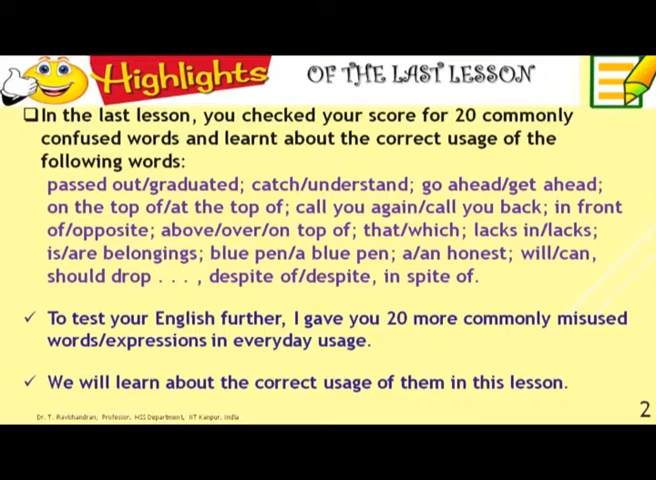 Highlights OF THE LAST LESSON
In the last lesson, you checked your score for 20 commonly
confused words and learnt about the correct usage of the
following words:
passed out/graduated; catch/understand; go ahead/get ahead;
on the top of/at the top of; call you again/call you back; in front
of/opposite; above/over/on top of; that/which; lacks in/lacks;
is/are belongings; blue pen/a blue pen; a/an honest; will/can,
should drop . . . , despite of/despite, in spite of.
✓ To test your English further, I gave you 20 more commonly misused
words/expressions in everyday usage.
✓ We will learn about the correct usage of them in this lesson.
2
Dr. T. Ravichandran, Professor, HSS Department, IIT Kanpur, India